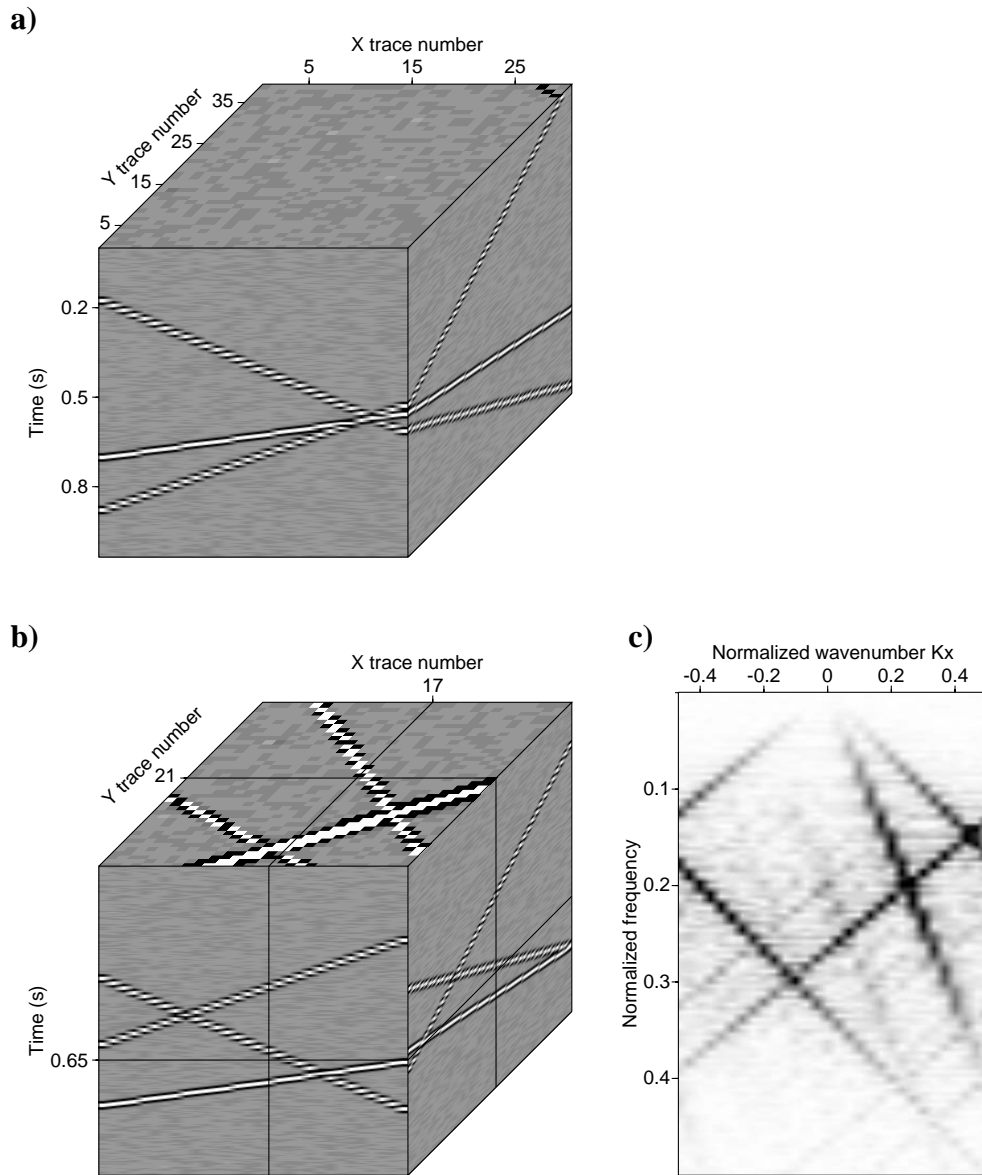 a)
X trace number
5 15 25
Y trace number
35
25
15
5
Time (s)
0.2
0.5
0.8
b)
X trace number
17
Y trace number
21
Time (s)
0.65
c)
Normalized wavenumber Kx
-0.4 -0.2 0 0.2 0.4
Normalized frequency
0.1
0.2
0.3
0.4